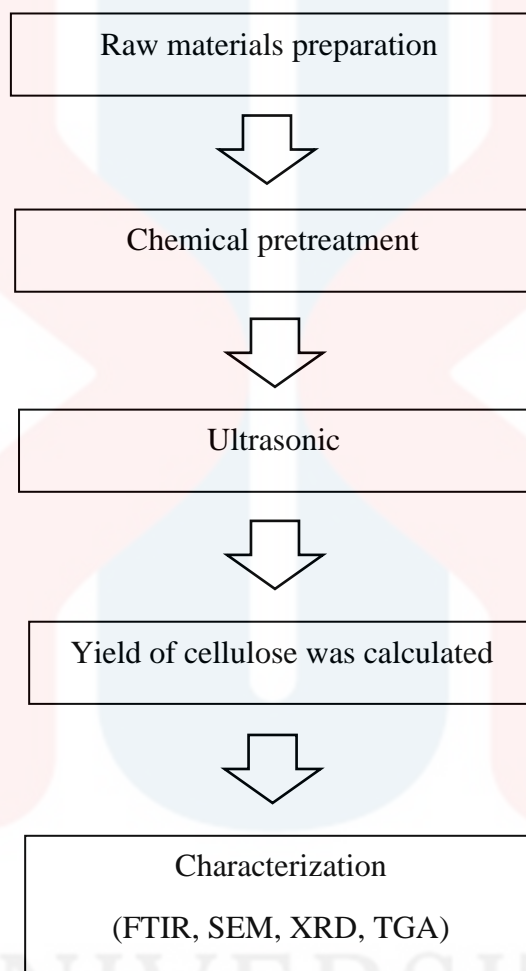 Raw materials preparation
Chemical pretreatment
Ultrasonic
Yield of cellulose was calculated
Characterization
(FTIR, SEM, XRD, TGA)